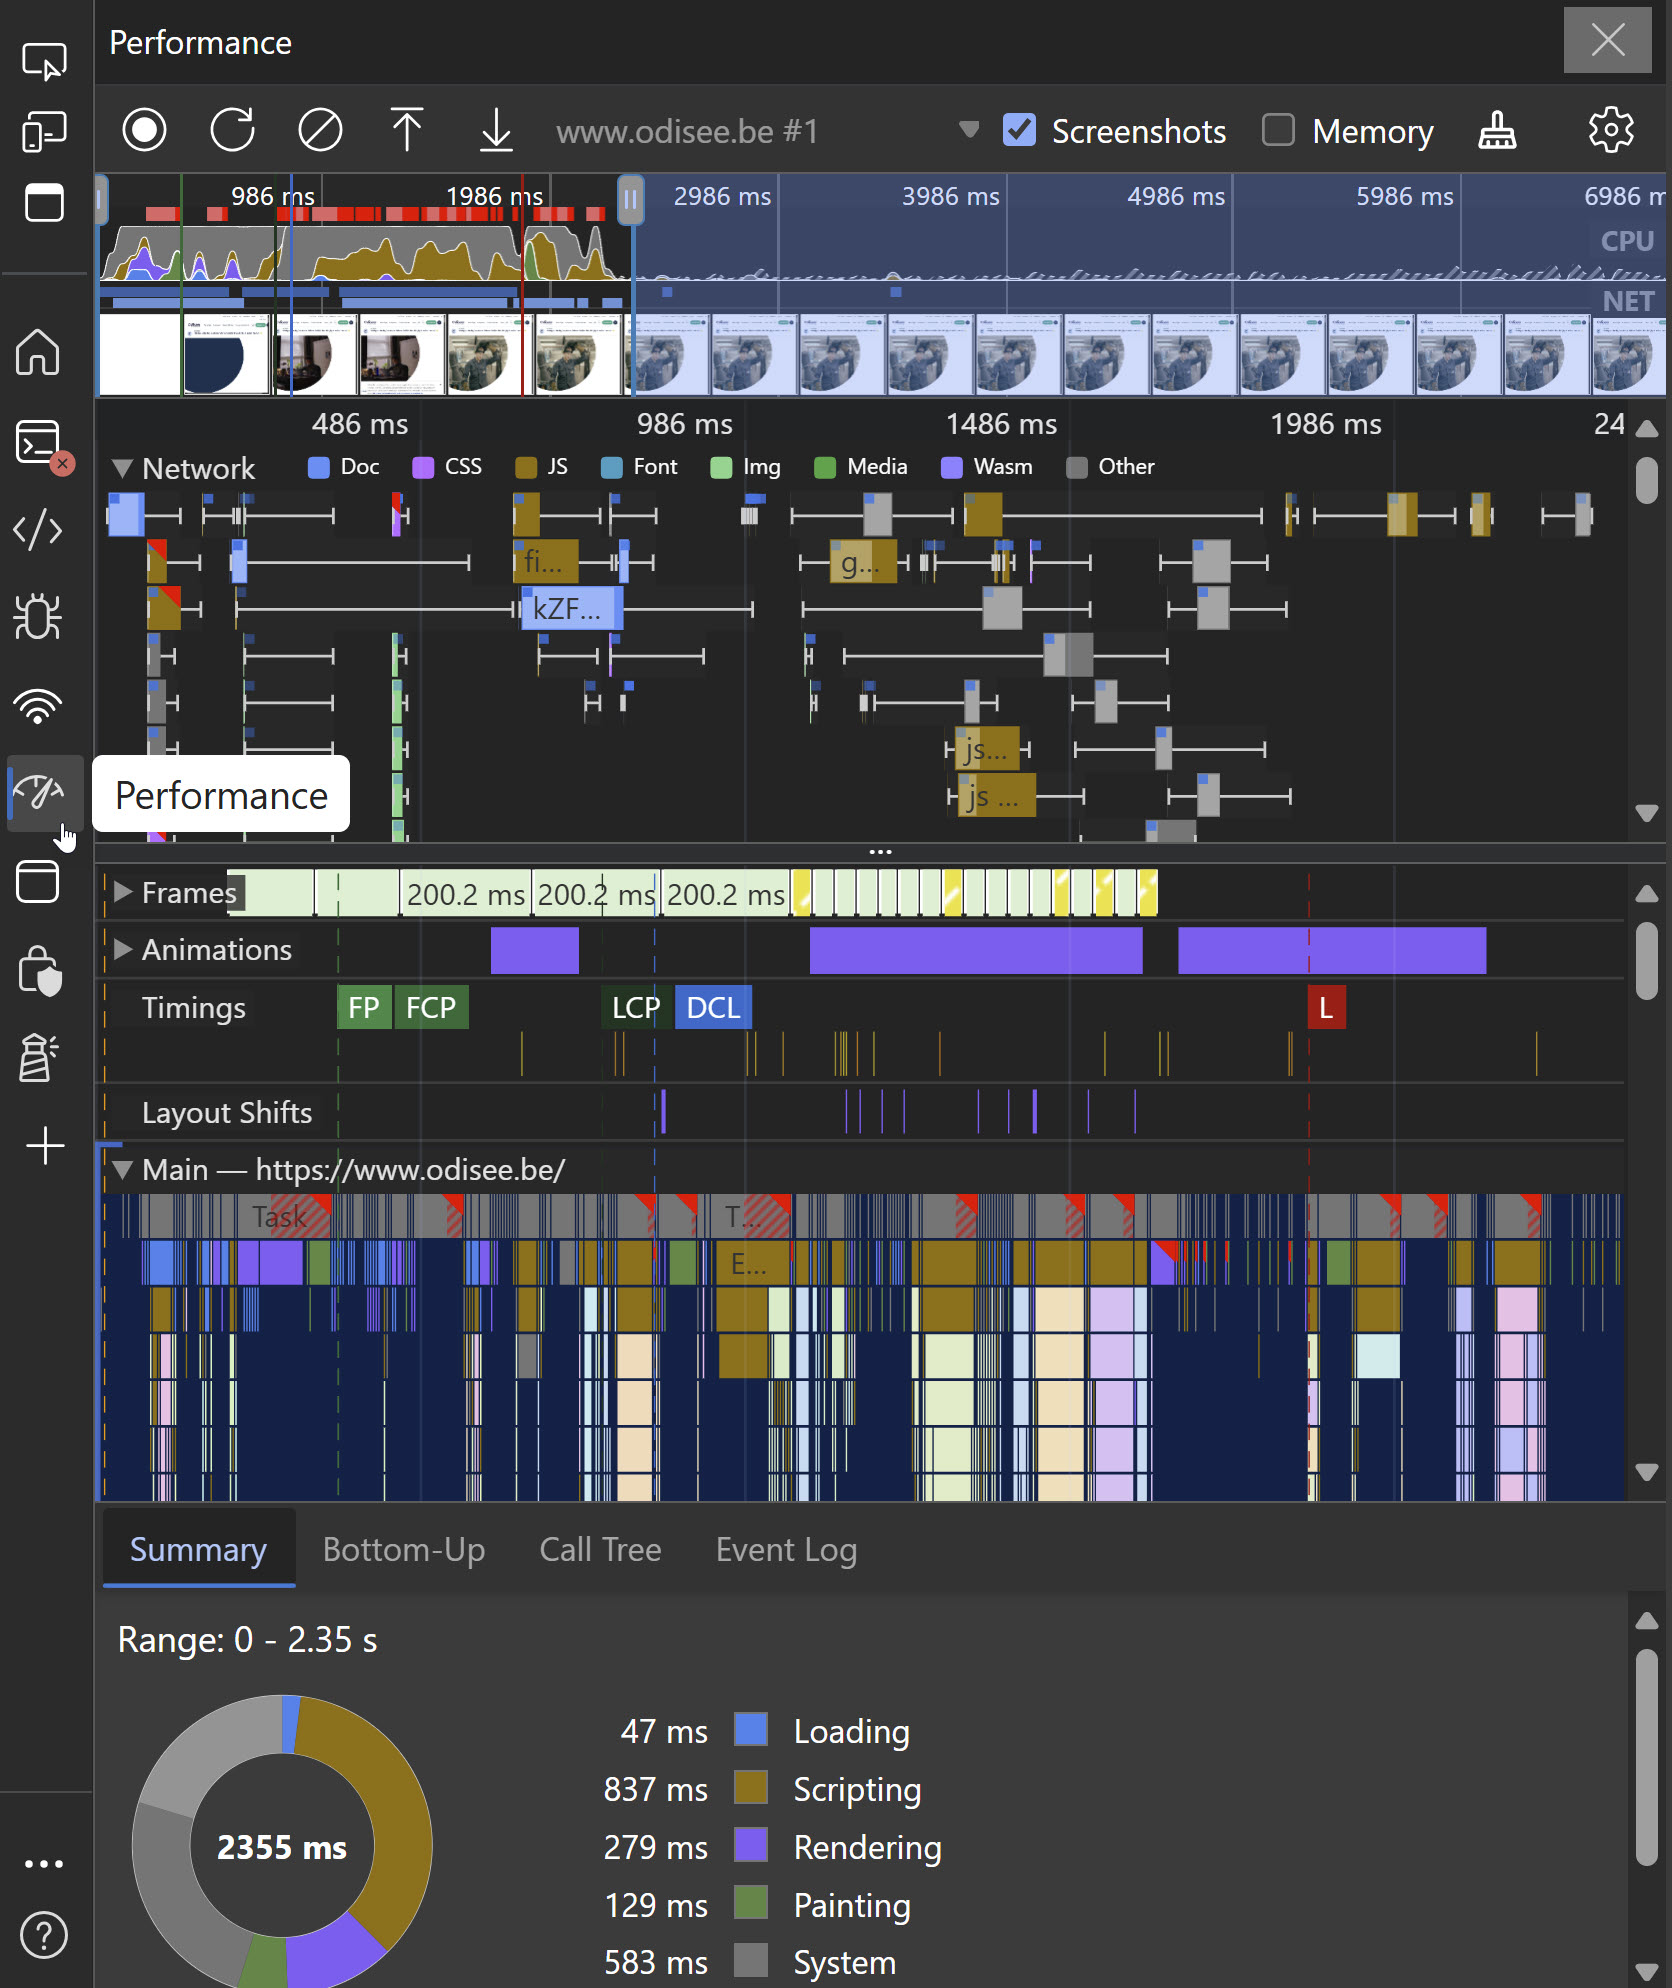 Performance
www.odisee.be #1
Screenshots
Memory
986 ms
1986 ms
2986 ms
3986 ms
4986 ms
5986 ms
6986 m
CPU
NET
486 ms
986 ms
1486 ms
1986 ms
24
Network
Doc
CSS
JS
Font
Img
Media
Wasm
Other
fi...
g...
kZF...
js...
Performance
js ...
Frames
200.2 ms
200.2 ms
200.2 ms
Animations
Timings
FP
FCP
LCP
DCL
L
Layout Shifts
Main — https://www.odisee.be/
Task
T...
E...
Summary
Bottom-Up
Call Tree
Event Log
Range: 0 - 2.35 s
2355 ms
47 ms Loading
837 ms Scripting
279 ms Rendering
129 ms Painting
583 ms System